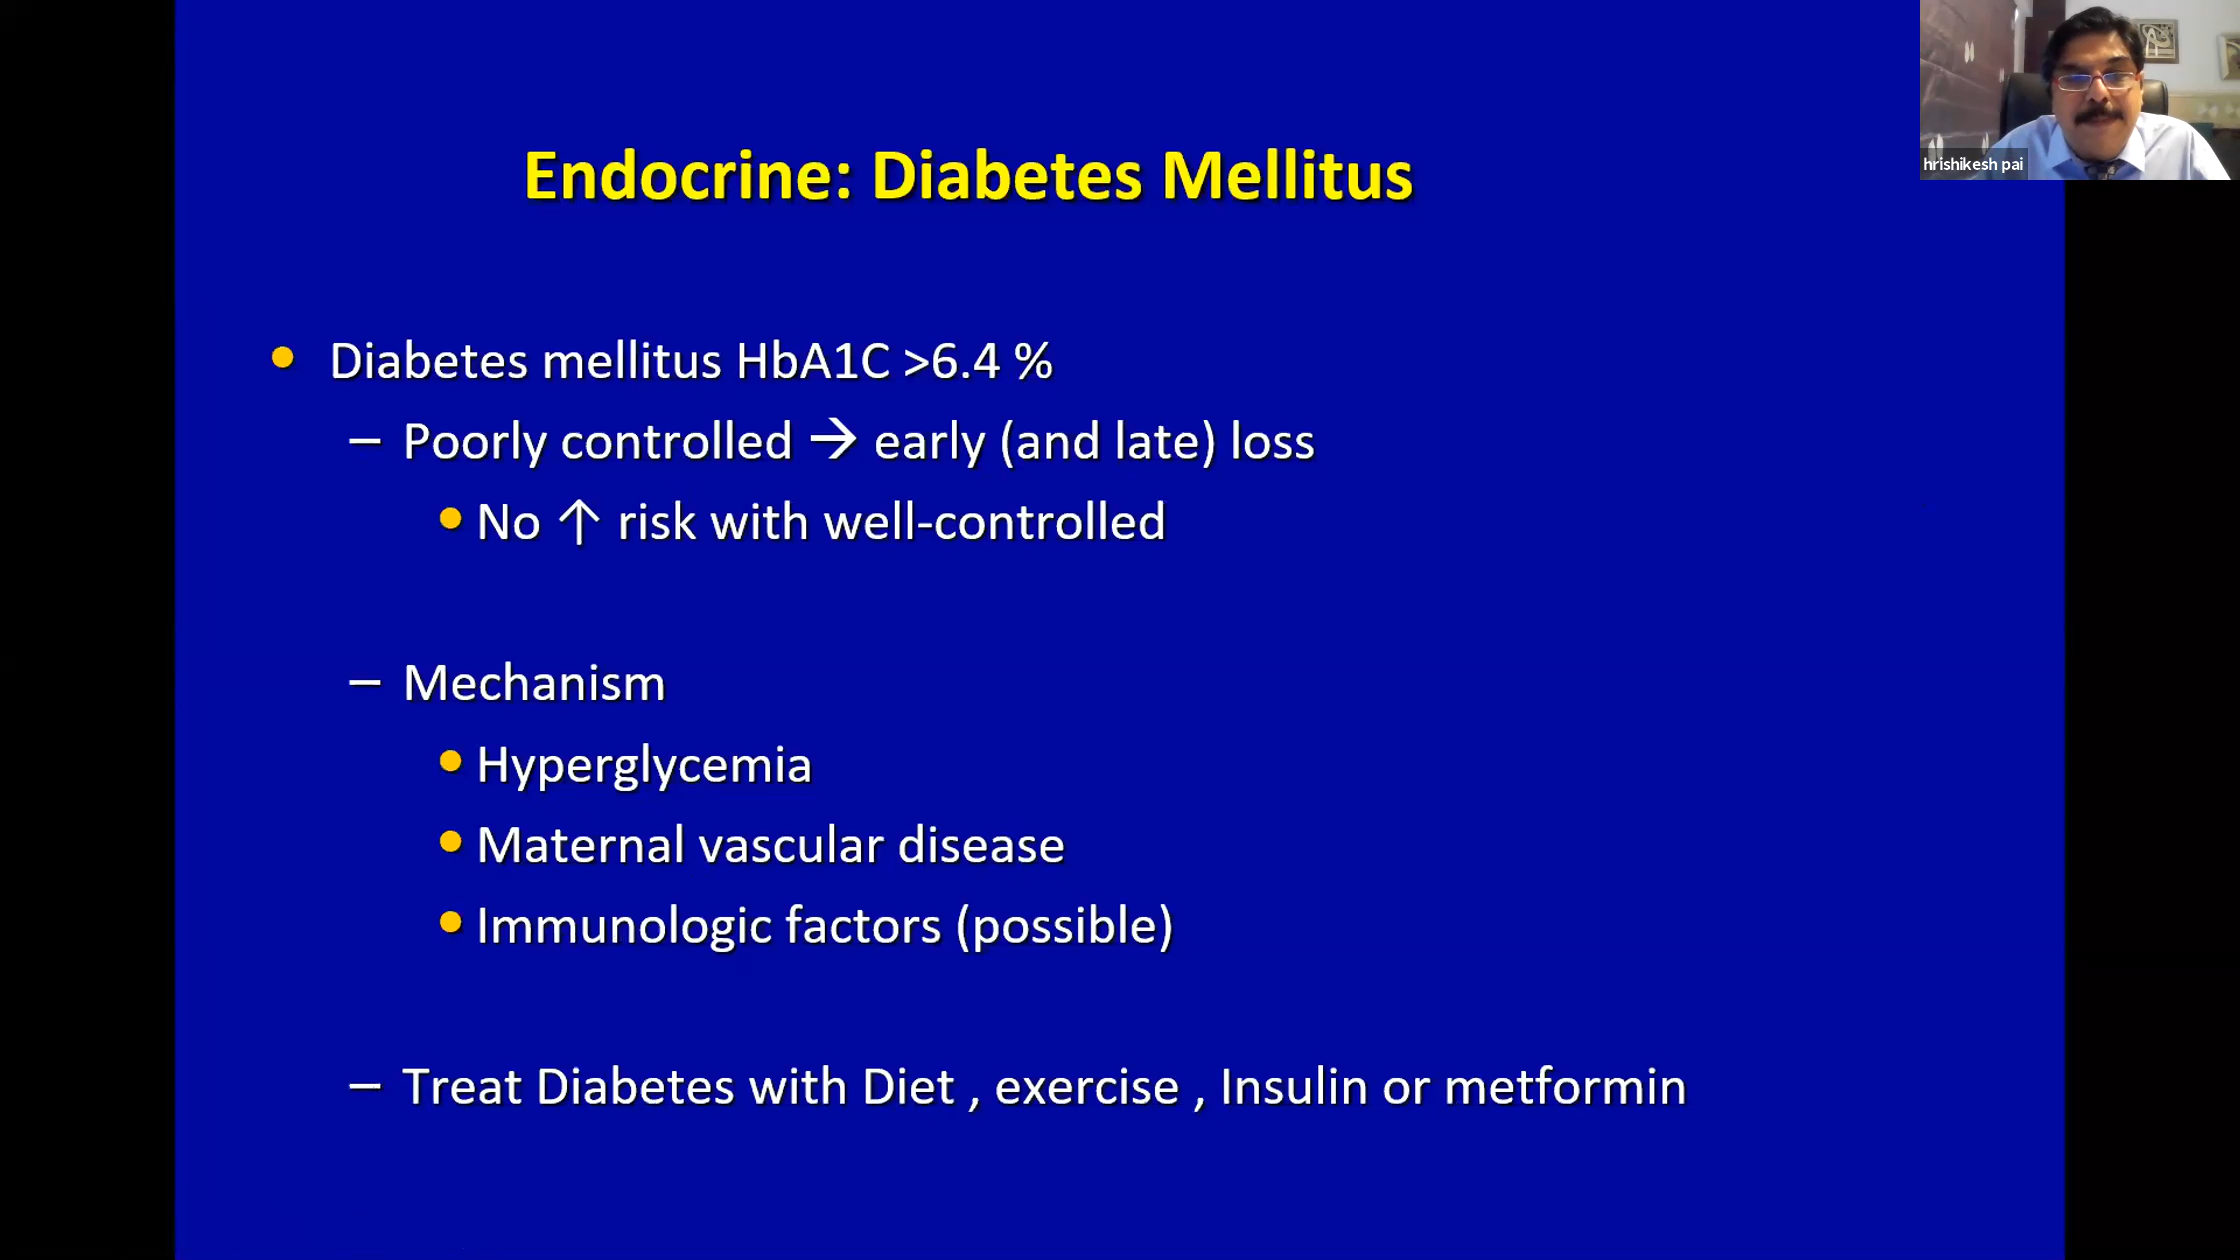 hrishikesh pai
Endocrine: Diabetes Mellitus
• Diabetes mellitus HbA1C >6.4 %
– Poorly controlled → early (and late) loss
• No ↑ risk with well-controlled
– Mechanism
• Hyperglycemia
• Maternal vascular disease
• Immunologic factors (possible)
– Treat Diabetes with Diet , exercise , Insulin or metformin